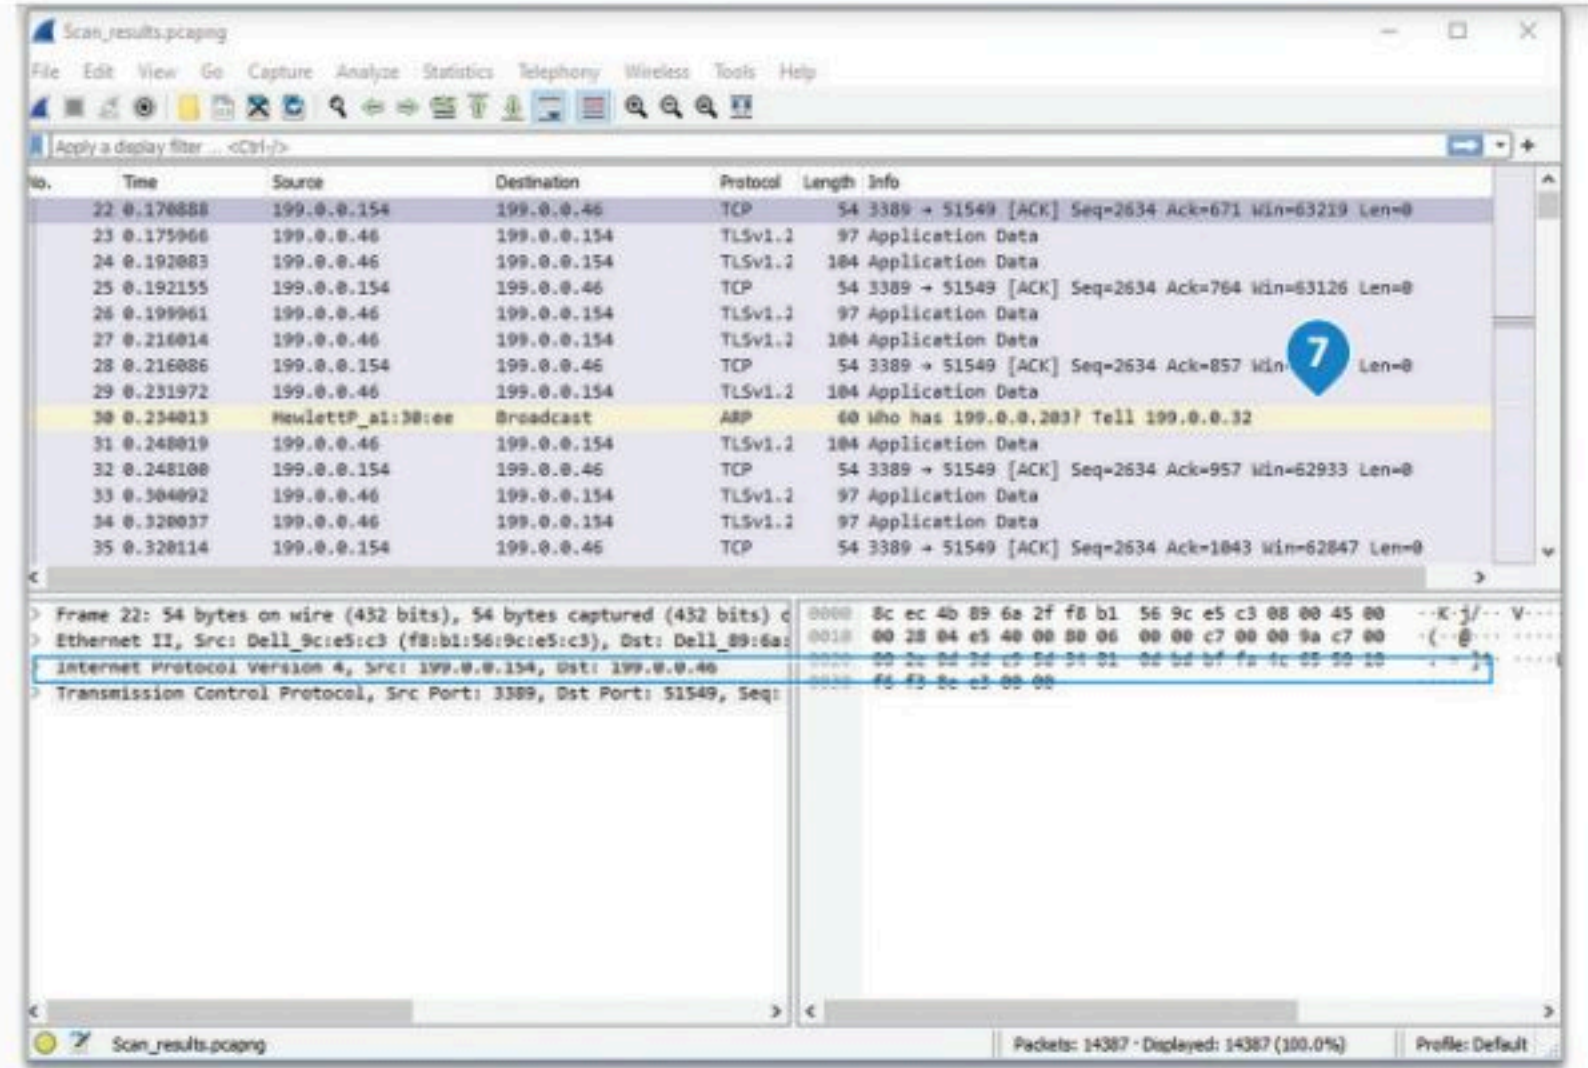 Scan_results.pcapng
File Edit View Go Capture Analyze Statistics Telephony Wireless Tools Help
Apply a display filter ... <Ctrl-/>
No. Time Source Destination Protocol Length Info
22 0.170888 199.0.0.154 199.0.0.46 TCP 54 3389 → 51549 [ACK] Seq=2634 Ack=671 Win=63219 Len=0
23 0.175966 199.0.0.46 199.0.0.154 TLSv1.2 97 Application Data
24 0.192083 199.0.0.46 199.0.0.154 TLSv1.2 104 Application Data
25 0.192155 199.0.0.154 199.0.0.46 TCP 54 3389 → 51549 [ACK] Seq=2634 Ack=764 Win=63126 Len=0
26 0.199961 199.0.0.46 199.0.0.154 TLSv1.2 97 Application Data
27 0.216014 199.0.0.46 199.0.0.154 TLSv1.2 104 Application Data
28 0.216086 199.0.0.154 199.0.0.46 TCP 54 3389 → 51549 [ACK] Seq=2634 Ack=857 Win Len=0
7
29 0.231972 199.0.0.46 199.0.0.154 TLSv1.2 104 Application Data
30 0.234013 HewlettP_a1:30:ee Broadcast ARP 60 Who has 199.0.0.203? Tell 199.0.0.32
31 0.248019 199.0.0.46 199.0.0.154 TLSv1.2 104 Application Data
32 0.248100 199.0.0.154 199.0.0.46 TCP 54 3389 → 51549 [ACK] Seq=2634 Ack=957 Win=62933 Len=0
33 0.304092 199.0.0.46 199.0.0.154 TLSv1.2 97 Application Data
34 0.320037 199.0.0.46 199.0.0.154 TLSv1.2 97 Application Data
35 0.320114 199.0.0.154 199.0.0.46 TCP 54 3389 → 51549 [ACK] Seq=2634 Ack=1043 Win=62847 Len=0
Frame 22: 54 bytes on wire (432 bits), 54 bytes captured (432 bits) o
Ethernet II, Src: Dell_9c:e5:c3 (f8:b1:56:9c:e5:c3), Dst: Dell_89:6a:
Internet Protocol Version 4, Src: 199.0.0.154, Dst: 199.0.0.46
Transmission Control Protocol, Src Port: 3389, Dst Port: 51549, Seq:
0000 8c ec 4b 89 6a 2f f8 b1 56 9c e5 c3 08 00 45 00 ··K·j/·· V····
0010 00 28 04 e5 40 00 80 06 00 00 c7 00 00 9a c7 00 ·(··@···
0020
0030 f6 f3 8c e3 00 00
Scan_results.pcapng
Packets: 14387 · Displayed: 14387 (100.0%)
Profile: Default